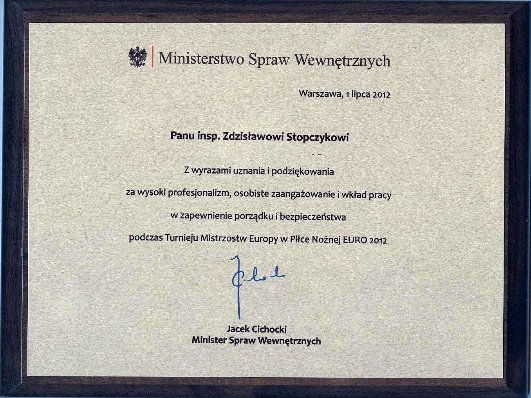 Ministerstwo Spraw Wewnętrznych
Warszawa, 1 lipca 2012
Panu insp. Zdzisławowi Stopczykowi
Z wyrazami uznania i podziękowania
za wysoki profesjonalizm, osobiste zaangażowanie i wkład pracy
w zapewnienie porządku i bezpieczeństwa
podczas Turnieju Mistrzostw Europy w Piłce Nożnej EURO 2012
Jacek Cichocki
Minister Spraw Wewnętrznych